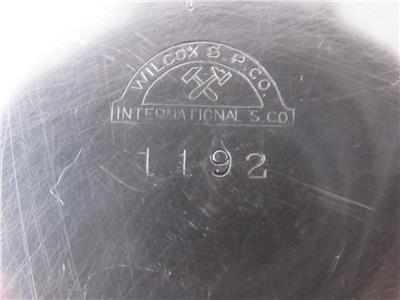 WILCOX S.P.CO.
INTERNATIONAL S.CO
1192